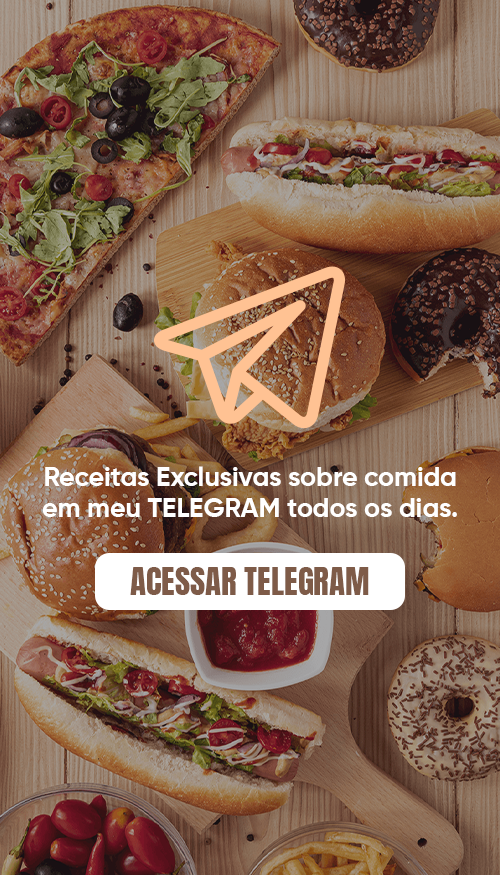 Receitas Exclusivas sobre comida
em meu TELEGRAM todos os dias.
ACESSAR TELEGRAM